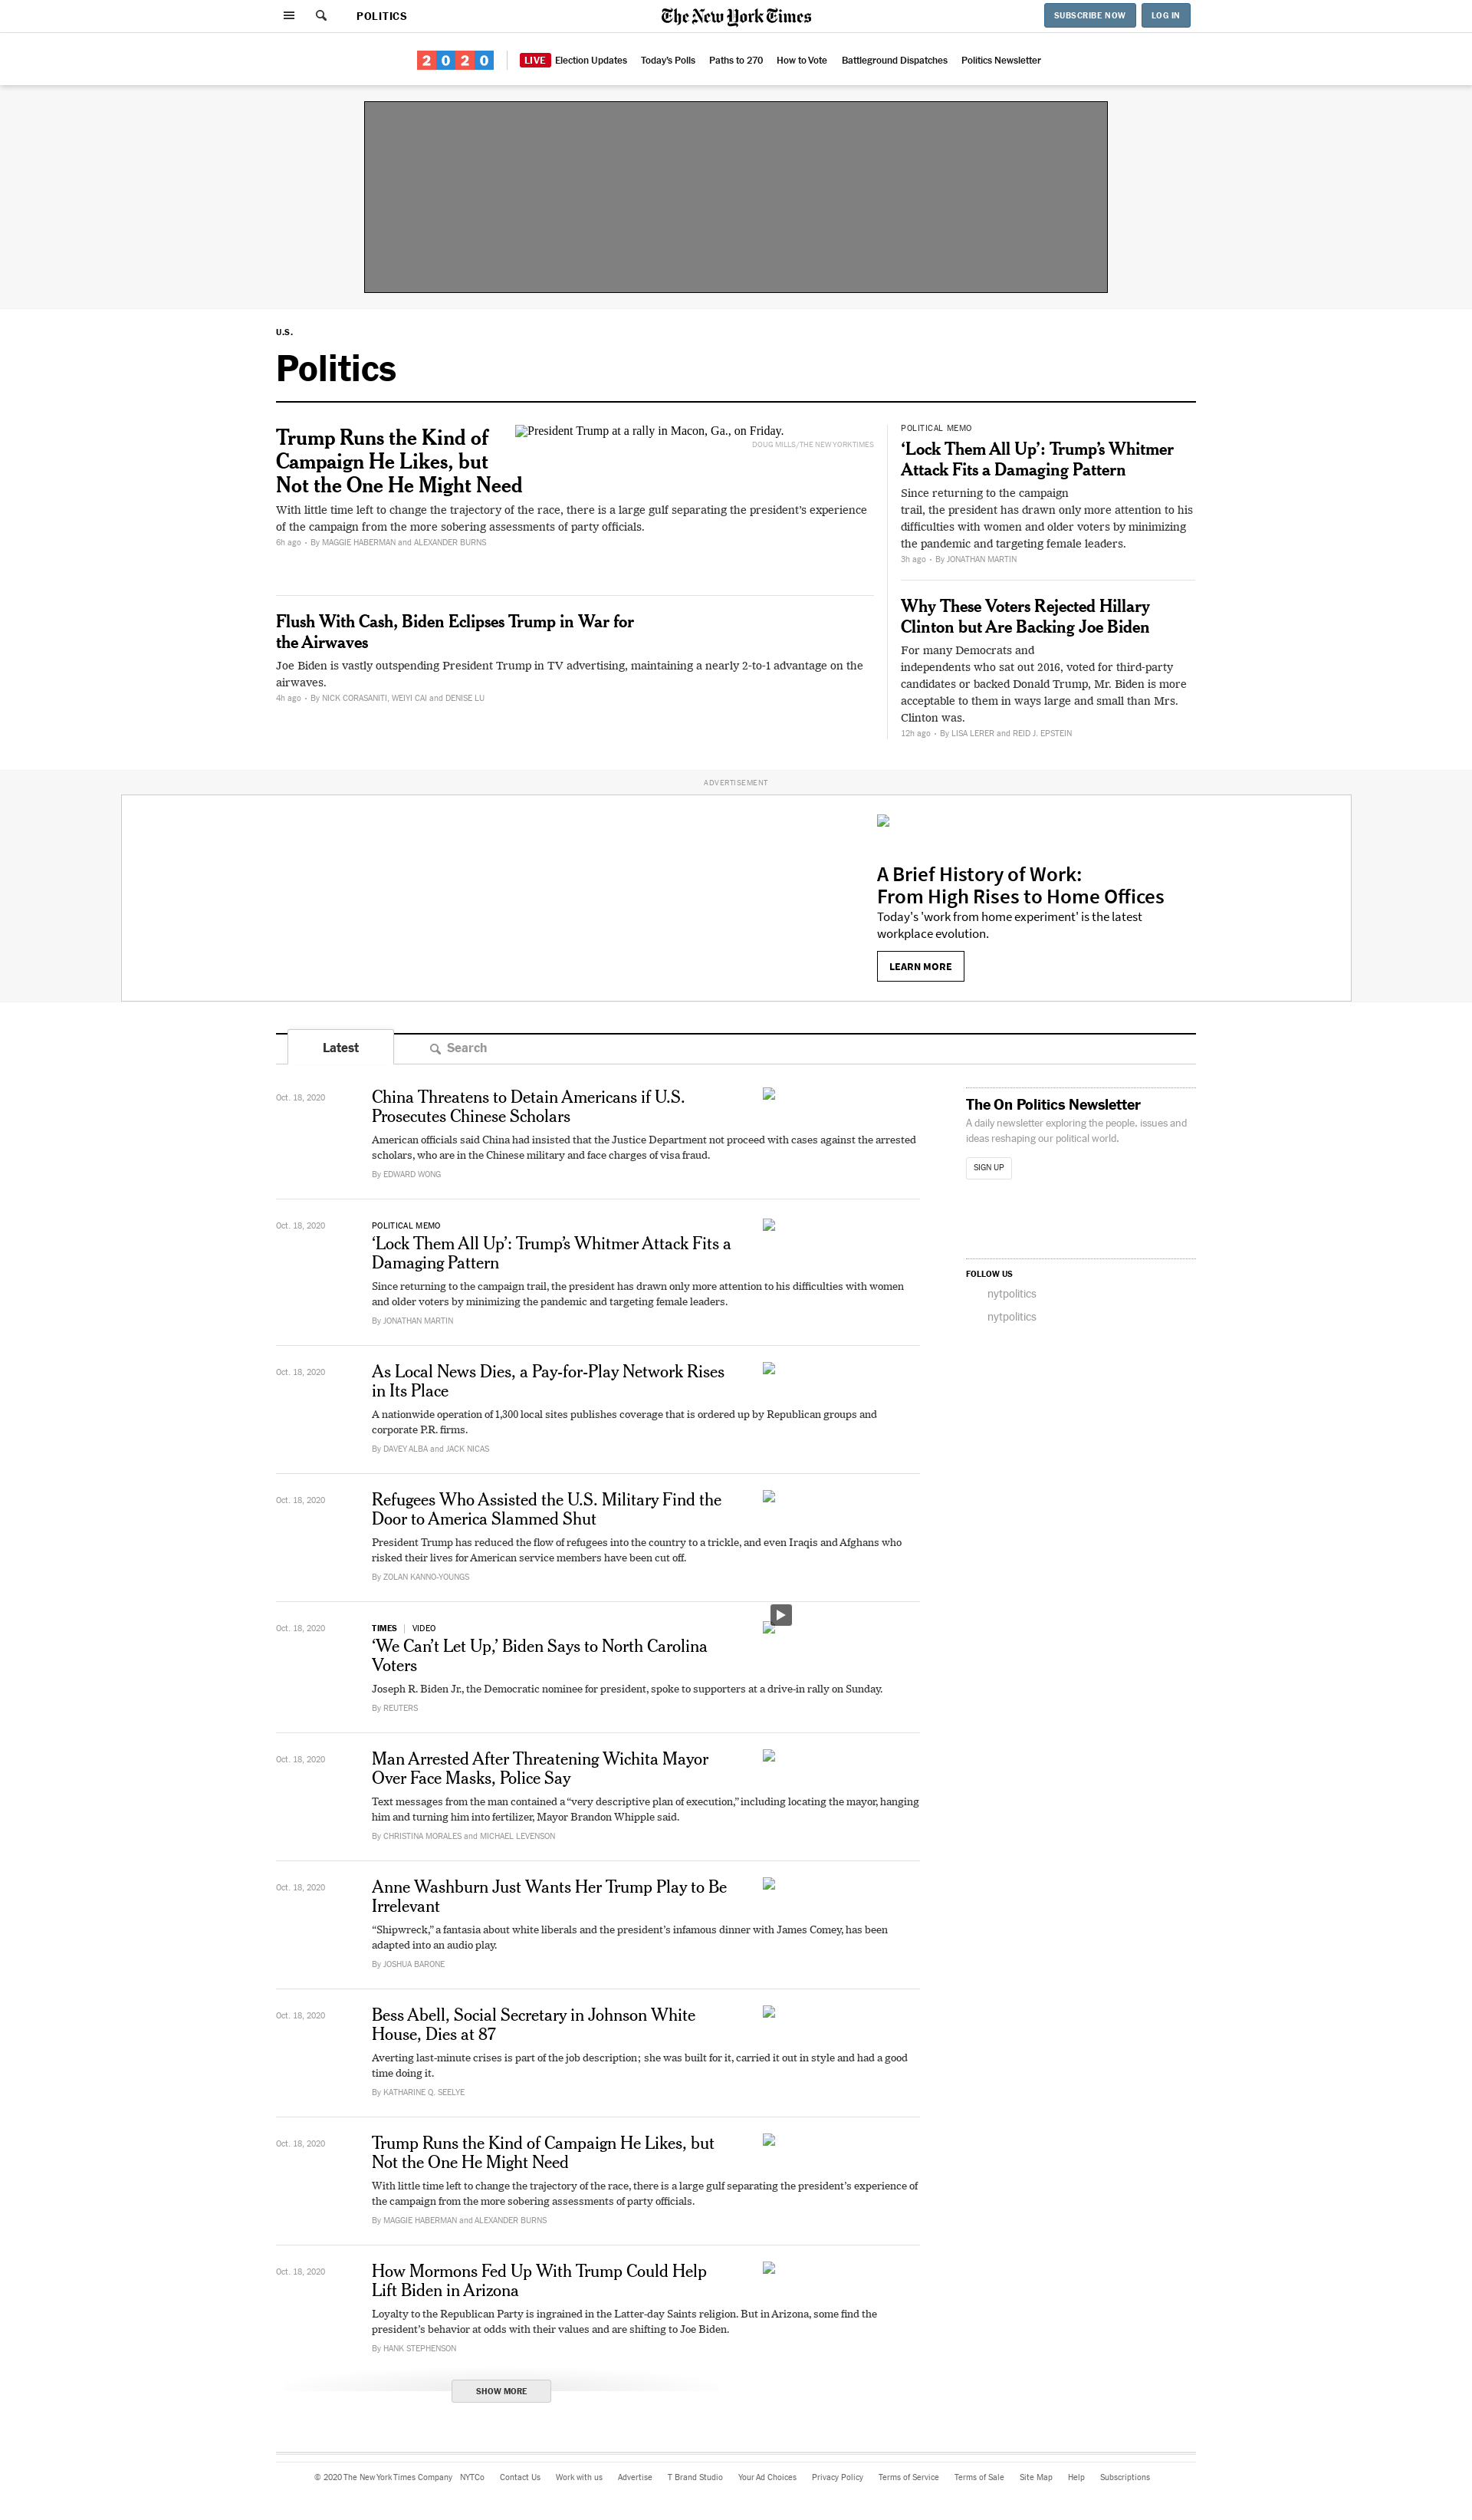 POLITICS
The New York Times
SUBSCRIBE NOW
LOG IN
2020
LIVE Election Updates Today's Polls Paths to 270 How to Vote Battleground Dispatches Politics Newsletter
U.S.
Politics
Trump Runs the Kind of
Campaign He Likes, but
Not the One He Might Need
President Trump at a rally in Macon, Ga., on Friday.
DOUG MILLS/THE NEW YORK TIMES
With little time left to change the trajectory of the race, there is a large gulf separating the president's experience
of the campaign from the more sobering assessments of party officials.
6h ago • By MAGGIE HABERMAN and ALEXANDER BURNS
Flush With Cash, Biden Eclipses Trump in War for
the Airwaves
Joe Biden is vastly outspending President Trump in TV advertising, maintaining a nearly 2-to-1 advantage on the
airwaves.
4h ago • By NICK CORASANITI, WEIYI CAI and DENISE LU
POLITICAL MEMO
‘Lock Them All Up’: Trump’s Whitmer
Attack Fits a Damaging Pattern
Since returning to the campaign
trail, the president has drawn only more attention to his
difficulties with women and older voters by minimizing
the pandemic and targeting female leaders.
3h ago • By JONATHAN MARTIN
Why These Voters Rejected Hillary
Clinton but Are Backing Joe Biden
For many Democrats and
independents who sat out 2016, voted for third-party
candidates or backed Donald Trump, Mr. Biden is more
acceptable to them in ways large and small than Mrs.
Clinton was.
12h ago • By LISA LERER and REID J. EPSTEIN
ADVERTISEMENT
A Brief History of Work:
From High Rises to Home Offices
Today's 'work from home experiment' is the latest
workplace evolution.
LEARN MORE
Latest
Search
Oct. 18, 2020
China Threatens to Detain Americans if U.S.
Prosecutes Chinese Scholars
American officials said China had insisted that the Justice Department not proceed with cases against the arrested
scholars, who are in the Chinese military and face charges of visa fraud.
By EDWARD WONG
Oct. 18, 2020
POLITICAL MEMO
‘Lock Them All Up’: Trump’s Whitmer Attack Fits a
Damaging Pattern
Since returning to the campaign trail, the president has drawn only more attention to his difficulties with women
and older voters by minimizing the pandemic and targeting female leaders.
By JONATHAN MARTIN
Oct. 18, 2020
As Local News Dies, a Pay-for-Play Network Rises
in Its Place
A nationwide operation of 1,300 local sites publishes coverage that is ordered up by Republican groups and
corporate P.R. firms.
By DAVEY ALBA and JACK NICAS
Oct. 18, 2020
Refugees Who Assisted the U.S. Military Find the
Door to America Slammed Shut
President Trump has reduced the flow of refugees into the country to a trickle, and even Iraqis and Afghans who
risked their lives for American service members have been cut off.
By ZOLAN KANNO-YOUNGS
Oct. 18, 2020
TIMES | VIDEO
‘We Can’t Let Up,’ Biden Says to North Carolina
Voters
Joseph R. Biden Jr., the Democratic nominee for president, spoke to supporters at a drive-in rally on Sunday.
By REUTERS
Oct. 18, 2020
Man Arrested After Threatening Wichita Mayor
Over Face Masks, Police Say
Text messages from the man contained a “very descriptive plan of execution,” including locating the mayor, hanging
him and turning him into fertilizer, Mayor Brandon Whipple said.
By CHRISTINA MORALES and MICHAEL LEVENSON
Oct. 18, 2020
Anne Washburn Just Wants Her Trump Play to Be
Irrelevant
“Shipwreck,” a fantasia about white liberals and the president’s infamous dinner with James Comey, has been
adapted into an audio play.
By JOSHUA BARONE
Oct. 18, 2020
Bess Abell, Social Secretary in Johnson White
House, Dies at 87
Averting last-minute crises is part of the job description; she was built for it, carried it out in style and had a good
time doing it.
By KATHARINE Q. SEELYE
Oct. 18, 2020
Trump Runs the Kind of Campaign He Likes, but
Not the One He Might Need
With little time left to change the trajectory of the race, there is a large gulf separating the president’s experience of
the campaign from the more sobering assessments of party officials.
By MAGGIE HABERMAN and ALEXANDER BURNS
Oct. 18, 2020
How Mormons Fed Up With Trump Could Help
Lift Biden in Arizona
Loyalty to the Republican Party is ingrained in the Latter-day Saints religion. But in Arizona, some find the
president’s behavior at odds with their values and are shifting to Joe Biden.
By HANK STEPHENSON
SHOW MORE
The On Politics Newsletter
A daily newsletter exploring the people, issues and
ideas reshaping our political world.
SIGN UP
FOLLOW US
nytpolitics
nytpolitics
© 2020 The New York Times Company NYTCo Contact Us Work with us Advertise T Brand Studio Your Ad Choices Privacy Policy Terms of Service Terms of Sale Site Map Help Subscriptions